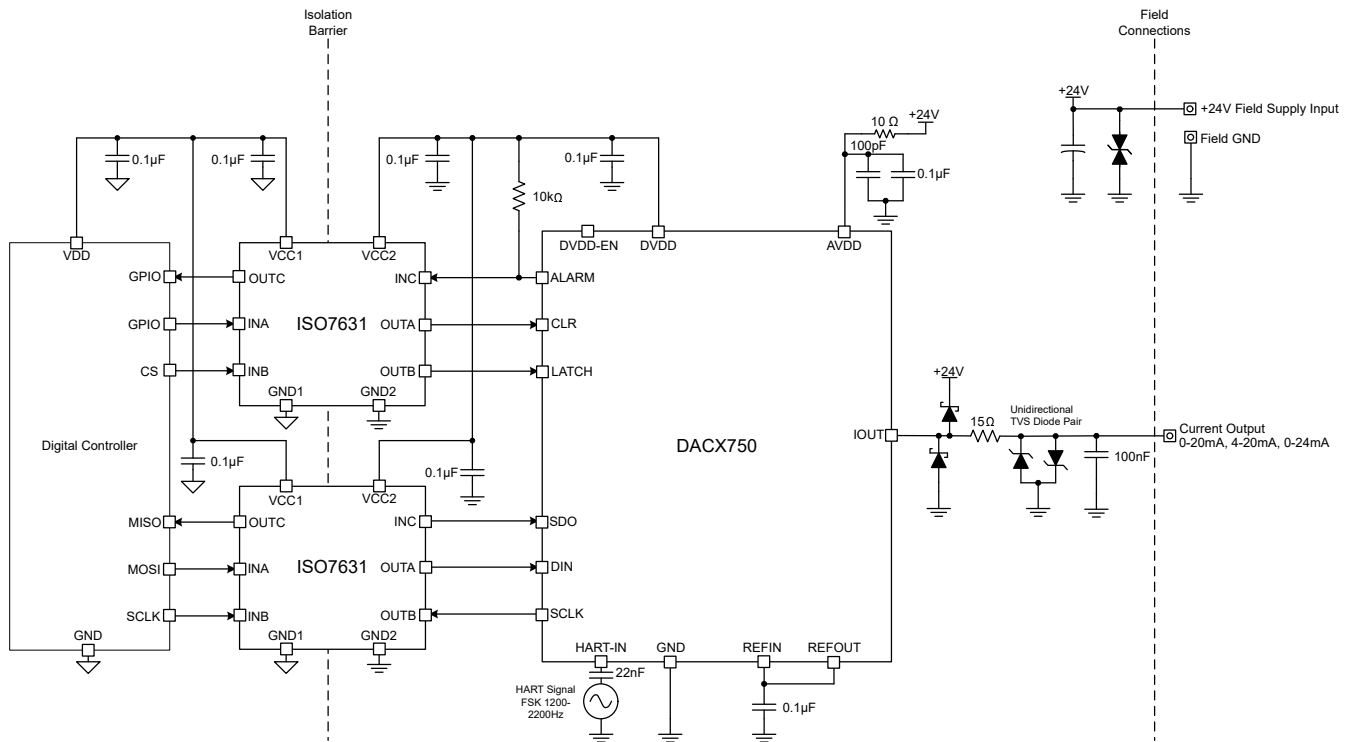 Isolation
Barrier
Field
Connections
+24V
+24V Field Supply Input
Field GND
10 Ω
+24V
100pF
0.1µF
0.1µF
0.1µF
0.1µF
0.1µF
10kΩ
VDD
VCC1
VCC2
DVDD-EN
DVDD
AVDD
GPIO
OUTC
INC
ALARM
GPIO
INA
ISO7631
OUTA
CLR
CS
INB
OUTB
LATCH
GND1
GND2
Digital Controller
0.1µF
0.1µF
DACX750
+24V
IOUT
15Ω
Unidirectional
TVS Diode Pair
100nF
Current Output
0-20mA, 4-20mA, 0-24mA
VCC1
VCC2
MISO
OUTC
INC
SDO
MOSI
INA
ISO7631
OUTA
DIN
SCLK
INB
OUTB
SCLK
GND
GND1
GND2
HART-IN
GND
REFIN
REFOUT
22nF
HART Signal
FSK 1200-
2200Hz
0.1µF